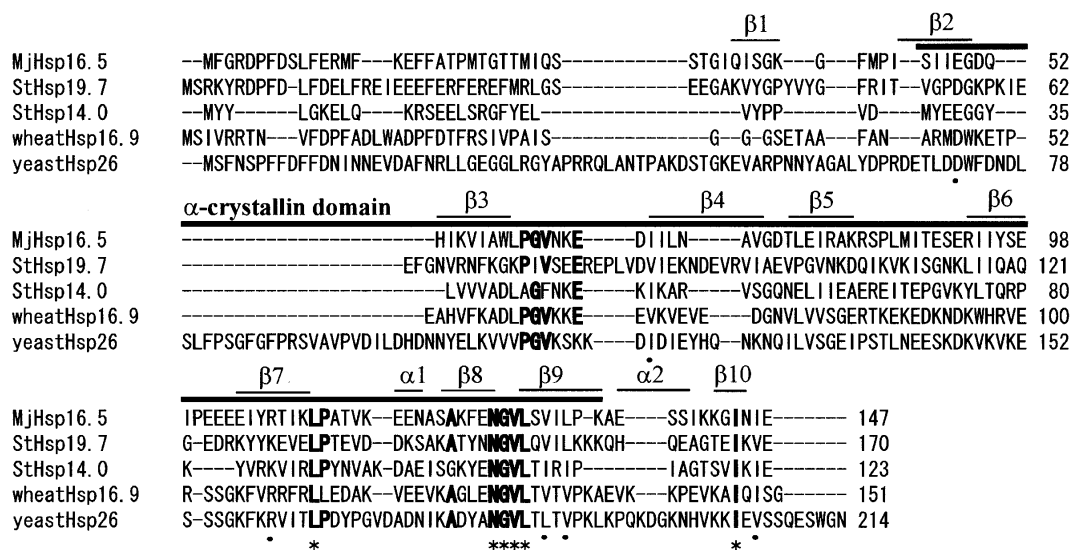 β1 β2
MjHsp16.5 --MFGRDPFDSLFERMF--KEFFATPMTGTTMIQS------------STGIQISGK---G---FMPI---SIIEGDQ--- 52
StHsp19.7 MSRKYRDPFD-LFDELFREIEEEFERFEREFMRLGS-----------EEGAKVYGPYVYG---FRIT---VGPDGKPKIE 62
StHsp14.0 --MYY-----LGKELQ---KRSEELSRGFYEL------------------VYPP----VD---MYEEGGY-- 35
wheatHsp16.9 MSIVRRTN---VFDPFADLWADPFDTFRSIVPAIS------------G--G-GSETAA---FAN---ARMDWKETP- 52
yeastHsp26 --MSFNSPFFDFFDNINNEVDAFNRLLGEGGLRGYAPRRQLANTPAKDSTGKEVARPNNYAGALYDPRDETLDDWFDNDL 78
α-crystallin domain β3 β4 β5 β6
MjHsp16.5 ------------------------HIKVIAWLPGVNKE-----DIILN-----AVGDTLEIRAKRSPLMITESERIIYSE 98
StHsp19.7 ---------------------EFGNVRNFKGKPIVSEEREPLVDVIEKNDEVRVIAEVPGVNKDQIKVKISGNKLIIQAQ 121
StHsp14.0 -------------------------LVVVADLAGFNKE-----KIKAR----VSGQNELIIEAEREITEPGVKYLTQRP 80
wheatHsp16.9 -----------------------EAHVFKADLPGVKKE-----EVKVEVE---DGNVLVVSGERTKEKEDKNDKWHRVE 100
yeastHsp26 SLFPSGFGFPRSVAVPVDILDHDNNYELKVVVPGVKSKK----DIDIEYHQ--NKNQILVSGEIPSTLNEESKDKVKVKE 152
β7 α1 β8 β9 α2 β10
MjHsp16.5 IPEEEEIYRTIKLPATVK--EENASAKFENGVLSVILP-KAE----SSIKKGINIE------ 147
StHsp19.7 G-EDRKYYKEVELPTEVD--DKSAKATYNNGVLQVILKKKQH---QEAGTEIKVE------- 170
StHsp14.0 K----YVRKVIRLPYNVAK-DAEISGKYENGVLTIRIP-------IAGTSVIKIE------- 123
wheatHsp16.9 R-SSGKFVRRFRLLEDAK--VEEVKAGLENGVLTVTVPKAEVK---KPEVKAIQISG------- 151
yeastHsp26 S-SSGKFKRVITLPDYPGVDADNIKADYANGVLTLTVPKLKPQKDGKNHVKKIEVSSQESWGN 214
* **** *